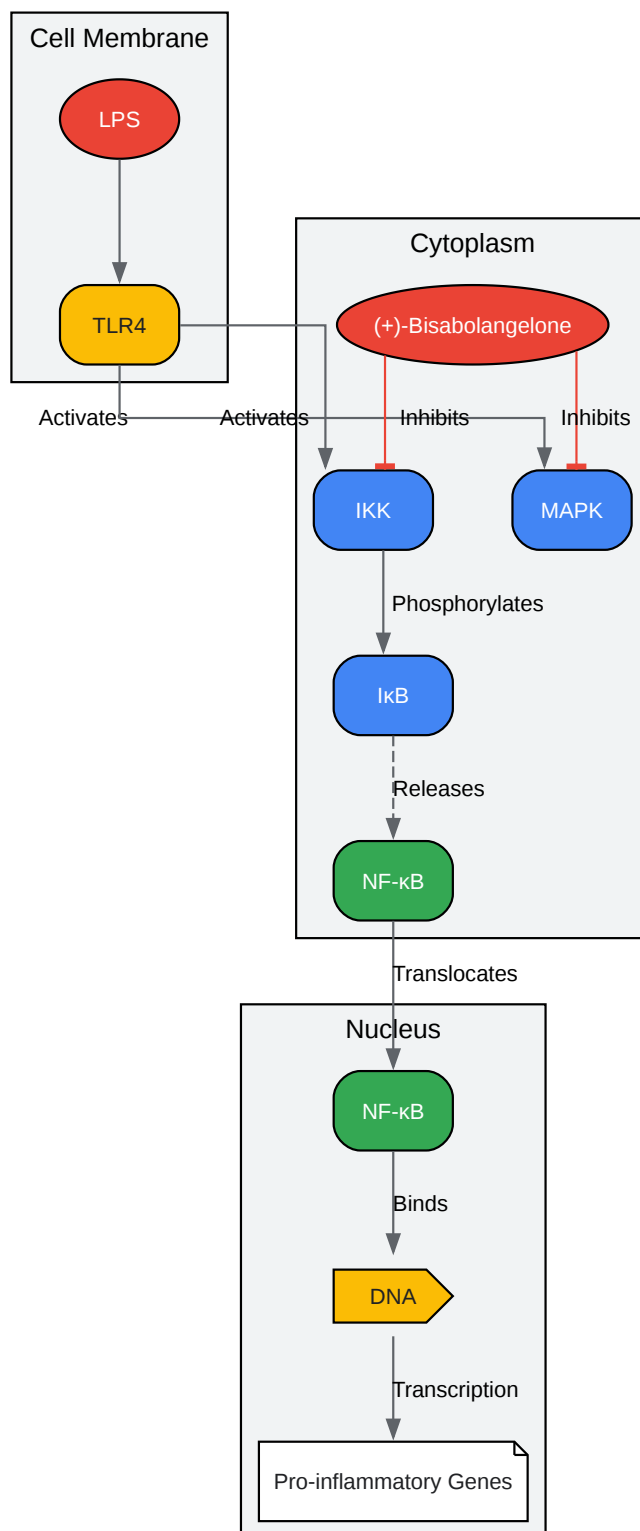 Cell Membrane
LPS
TLR4
Cytoplasm
(+)-Bisabolangelone
Activates
Activates
Inhibits
Inhibits
IKK
MAPK
Phosphorylates
IκB
Releases
NF-κB
Translocates
Nucleus
NF-κB
Binds
DNA
Transcription
Pro-inflammatory Genes